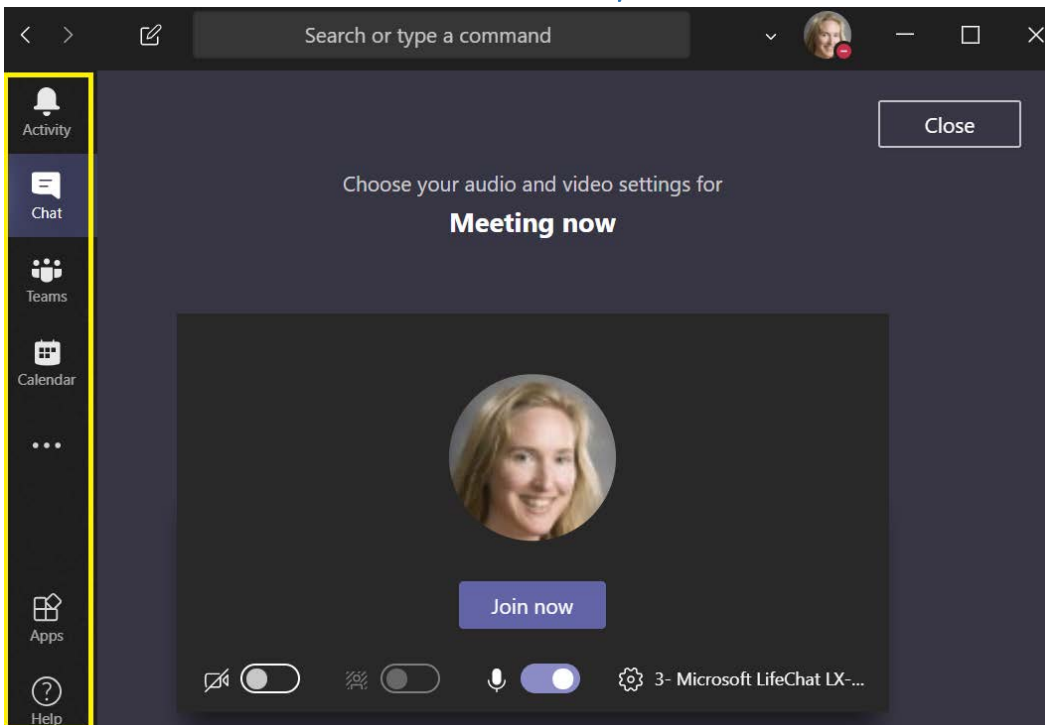 Search or type a command
Activity
Close
Chat
Choose your audio and video settings for
Meeting now
Teams
Calendar
Join now
Apps
3- Microsoft LifeChat LX-...
Help